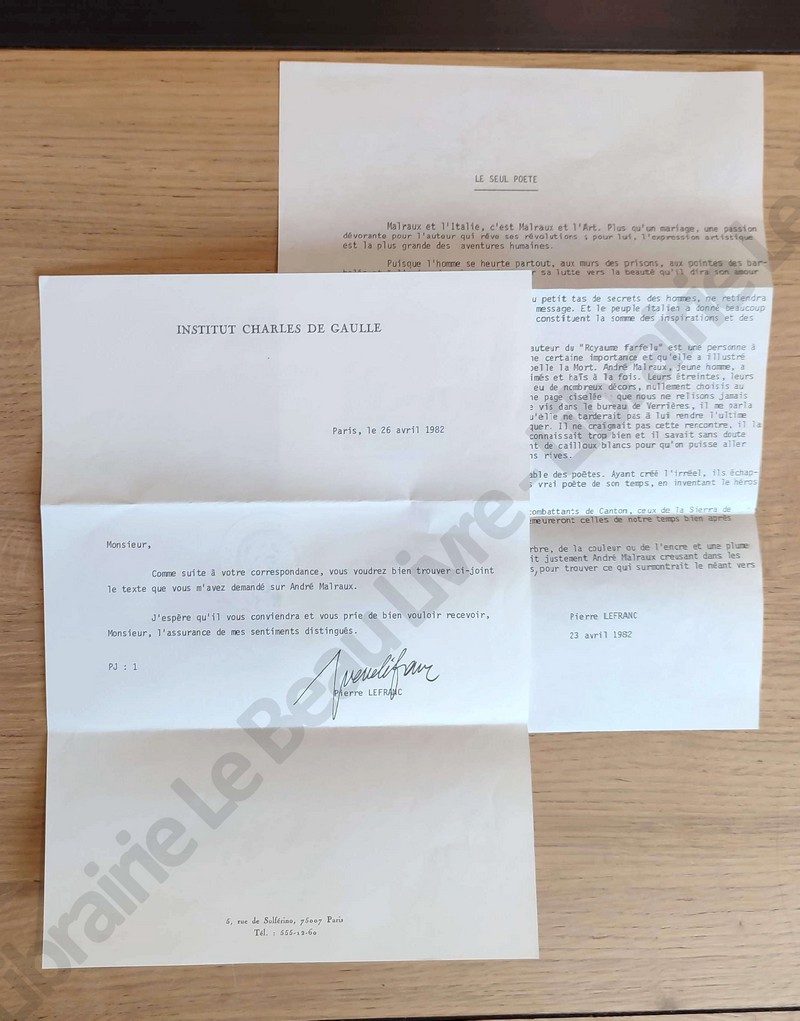 LE SEUL POETE
Malraux et l'Italie, c'est Malraux et l'Art. Plus qu'un mariage, une passion
dévorante pour l'auteur qui rêve ses révolutions ; pour lui, l'expression artistique
est la plus grande des aventures humaines.
Puisque l'homme se heurte partout, aux murs des prisons, aux pointes des bar-
sa lutte vers la beauté qu'il dira son amour
u petit tas de secrets des hommes, ne retiendra
message. Et le peuple italien a donné beaucoup
constituent la somme des inspirations et des
auteur du "Royaume farfelu" est une personne à
ne certaine importance et qu'elle a illustré
pelle la Mort. André Malraux, jeune homme, a
imés et haïs à la fois. Leurs étreintes, leurs
eu de nombreux décors, nullement choisis au
ne page ciselée que nous ne relisons jamais
e vis dans le bureau de Verrières, il me parla
u'elle ne tarderait pas à lui rendre l'ultime
quer. Il ne craignait pas cette rencontre, il la
connaissait trop bien et il savait sans doute
nt de cailloux blancs pour qu'on puisse aller
ns rives.
able des poètes. Ayant créé l'irréel, ils échap-
vrai poète de son temps, en inventant le héros
combattants de Canton, ceux de la Sierra de
emeureront celles de notre temps bien après
rbre, de la couleur ou de l'encre et une plume
it justement André Malraux creusant dans les
s,pour trouver ce qui surmontrait le néant vers
Pierre LEFRANC
23 avril 1982
INSTITUT CHARLES DE GAULLE
Paris, le 26 avril 1982
Monsieur,
Comme suite à votre correspondance, vous voudrez bien trouver ci-joint
le texte que vous m'avez demandé sur André Malraux.
J'espère qu'il vous conviendra et vous prie de bien vouloir recevoir,
Monsieur, l'assurance de mes sentiments distingués.
PJ : 1
Pierre LEFRANC
5, rue de Solférino, 75007 Paris
Tél. : 555-12-60
Librairie Le Beau Livre - Librairie Le